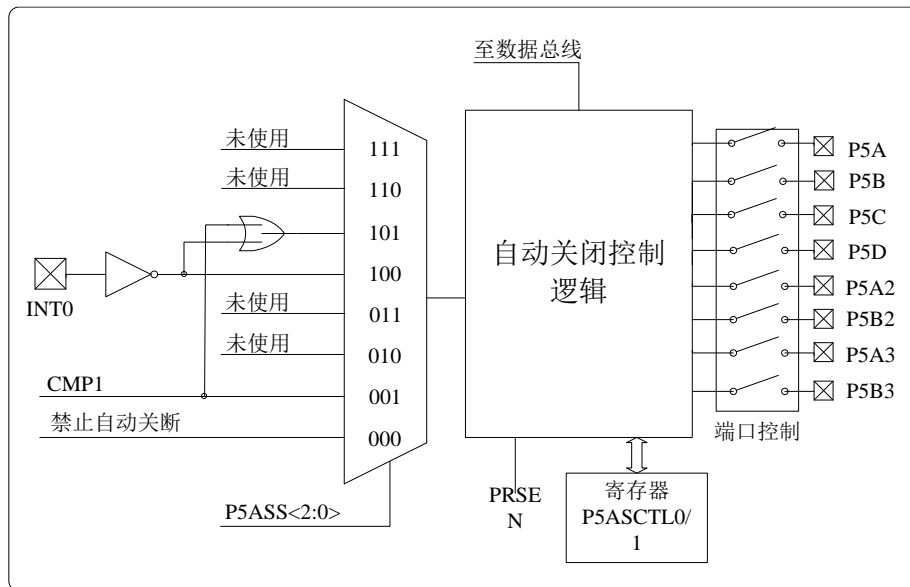 至数据总线
未使用
111
未使用
110
101
100
INT0
未使用
011
未使用
010
CMP1
001
禁止自动关断
000
P5ASS<2:0>
自动关闭控制
逻辑
PRSE
N
寄存器
P5ASCTL0/
1
P5A
P5B
P5C
P5D
P5A2
P5B2
P5A3
P5B3
端口控制